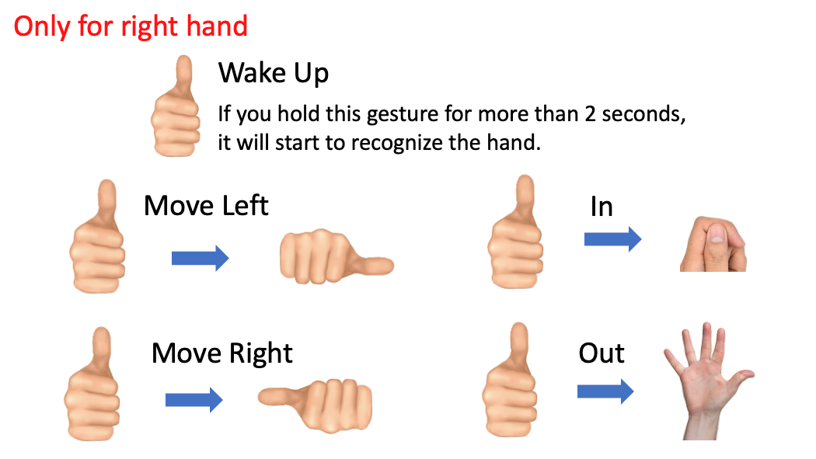 Only for right hand
Wake Up
If you hold this gesture for more than 2 seconds,
it will start to recognize the hand.
Move Left
In
Move Right
Out